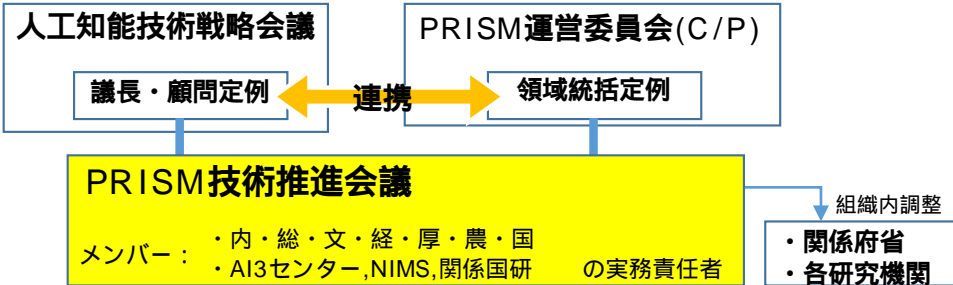 人工知能技術戦略会議
議長・顧問定例
連携
PRISM運営委員会(C/P)
領域統括定例
PRISM技術推進会議
メンバー：
・内・総・文・経・厚・農・国
・AI3センター,NIMS,関係国研
の実務責任者
組織内調整
・関係府省
・各研究機関